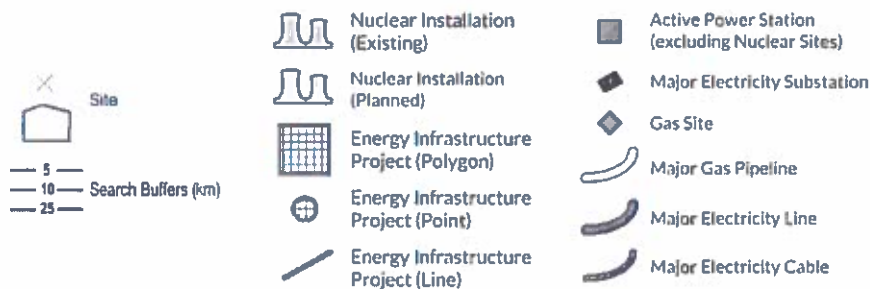 Site
5
10
25
Search Buffers (km)
Nuclear Installation
(Existing)
Nuclear Installation
(Planned)
Energy Infrastructure
Project (Polygon)
Energy Infrastructure
Project (Point)
Energy Infrastructure
Project (Line)
Active Power Station
(excluding Nuclear Sites)
Major Electricity Substation
Gas Site
Major Gas Pipeline
Major Electricity Line
Major Electricity Cable